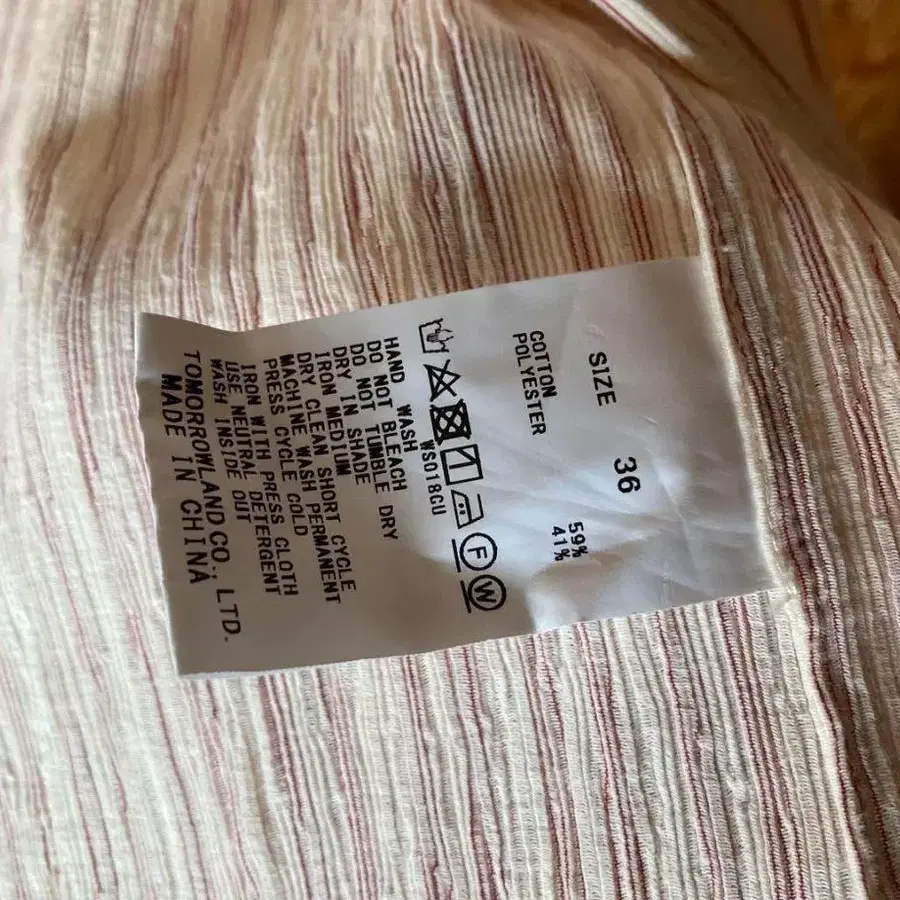 SIZE 36
COTTON 59%
POLYESTER 41%
F W
WS018CU
HAND WASH
DO NOT BLEACH
DO NOT TUMBLE DRY
DRY IN SHADE
IRON MEDIUM
DRY CLEAN SHORT CYCLE
MACHINE WASH PERMANENT
PRESS CYCLE COLD
IRON WITH PRESS CLOTH
USE NEUTRAL DETERGENT
WASH INSIDE OUT
TOMORROWLAND CO., LTD.
MADE IN CHINA